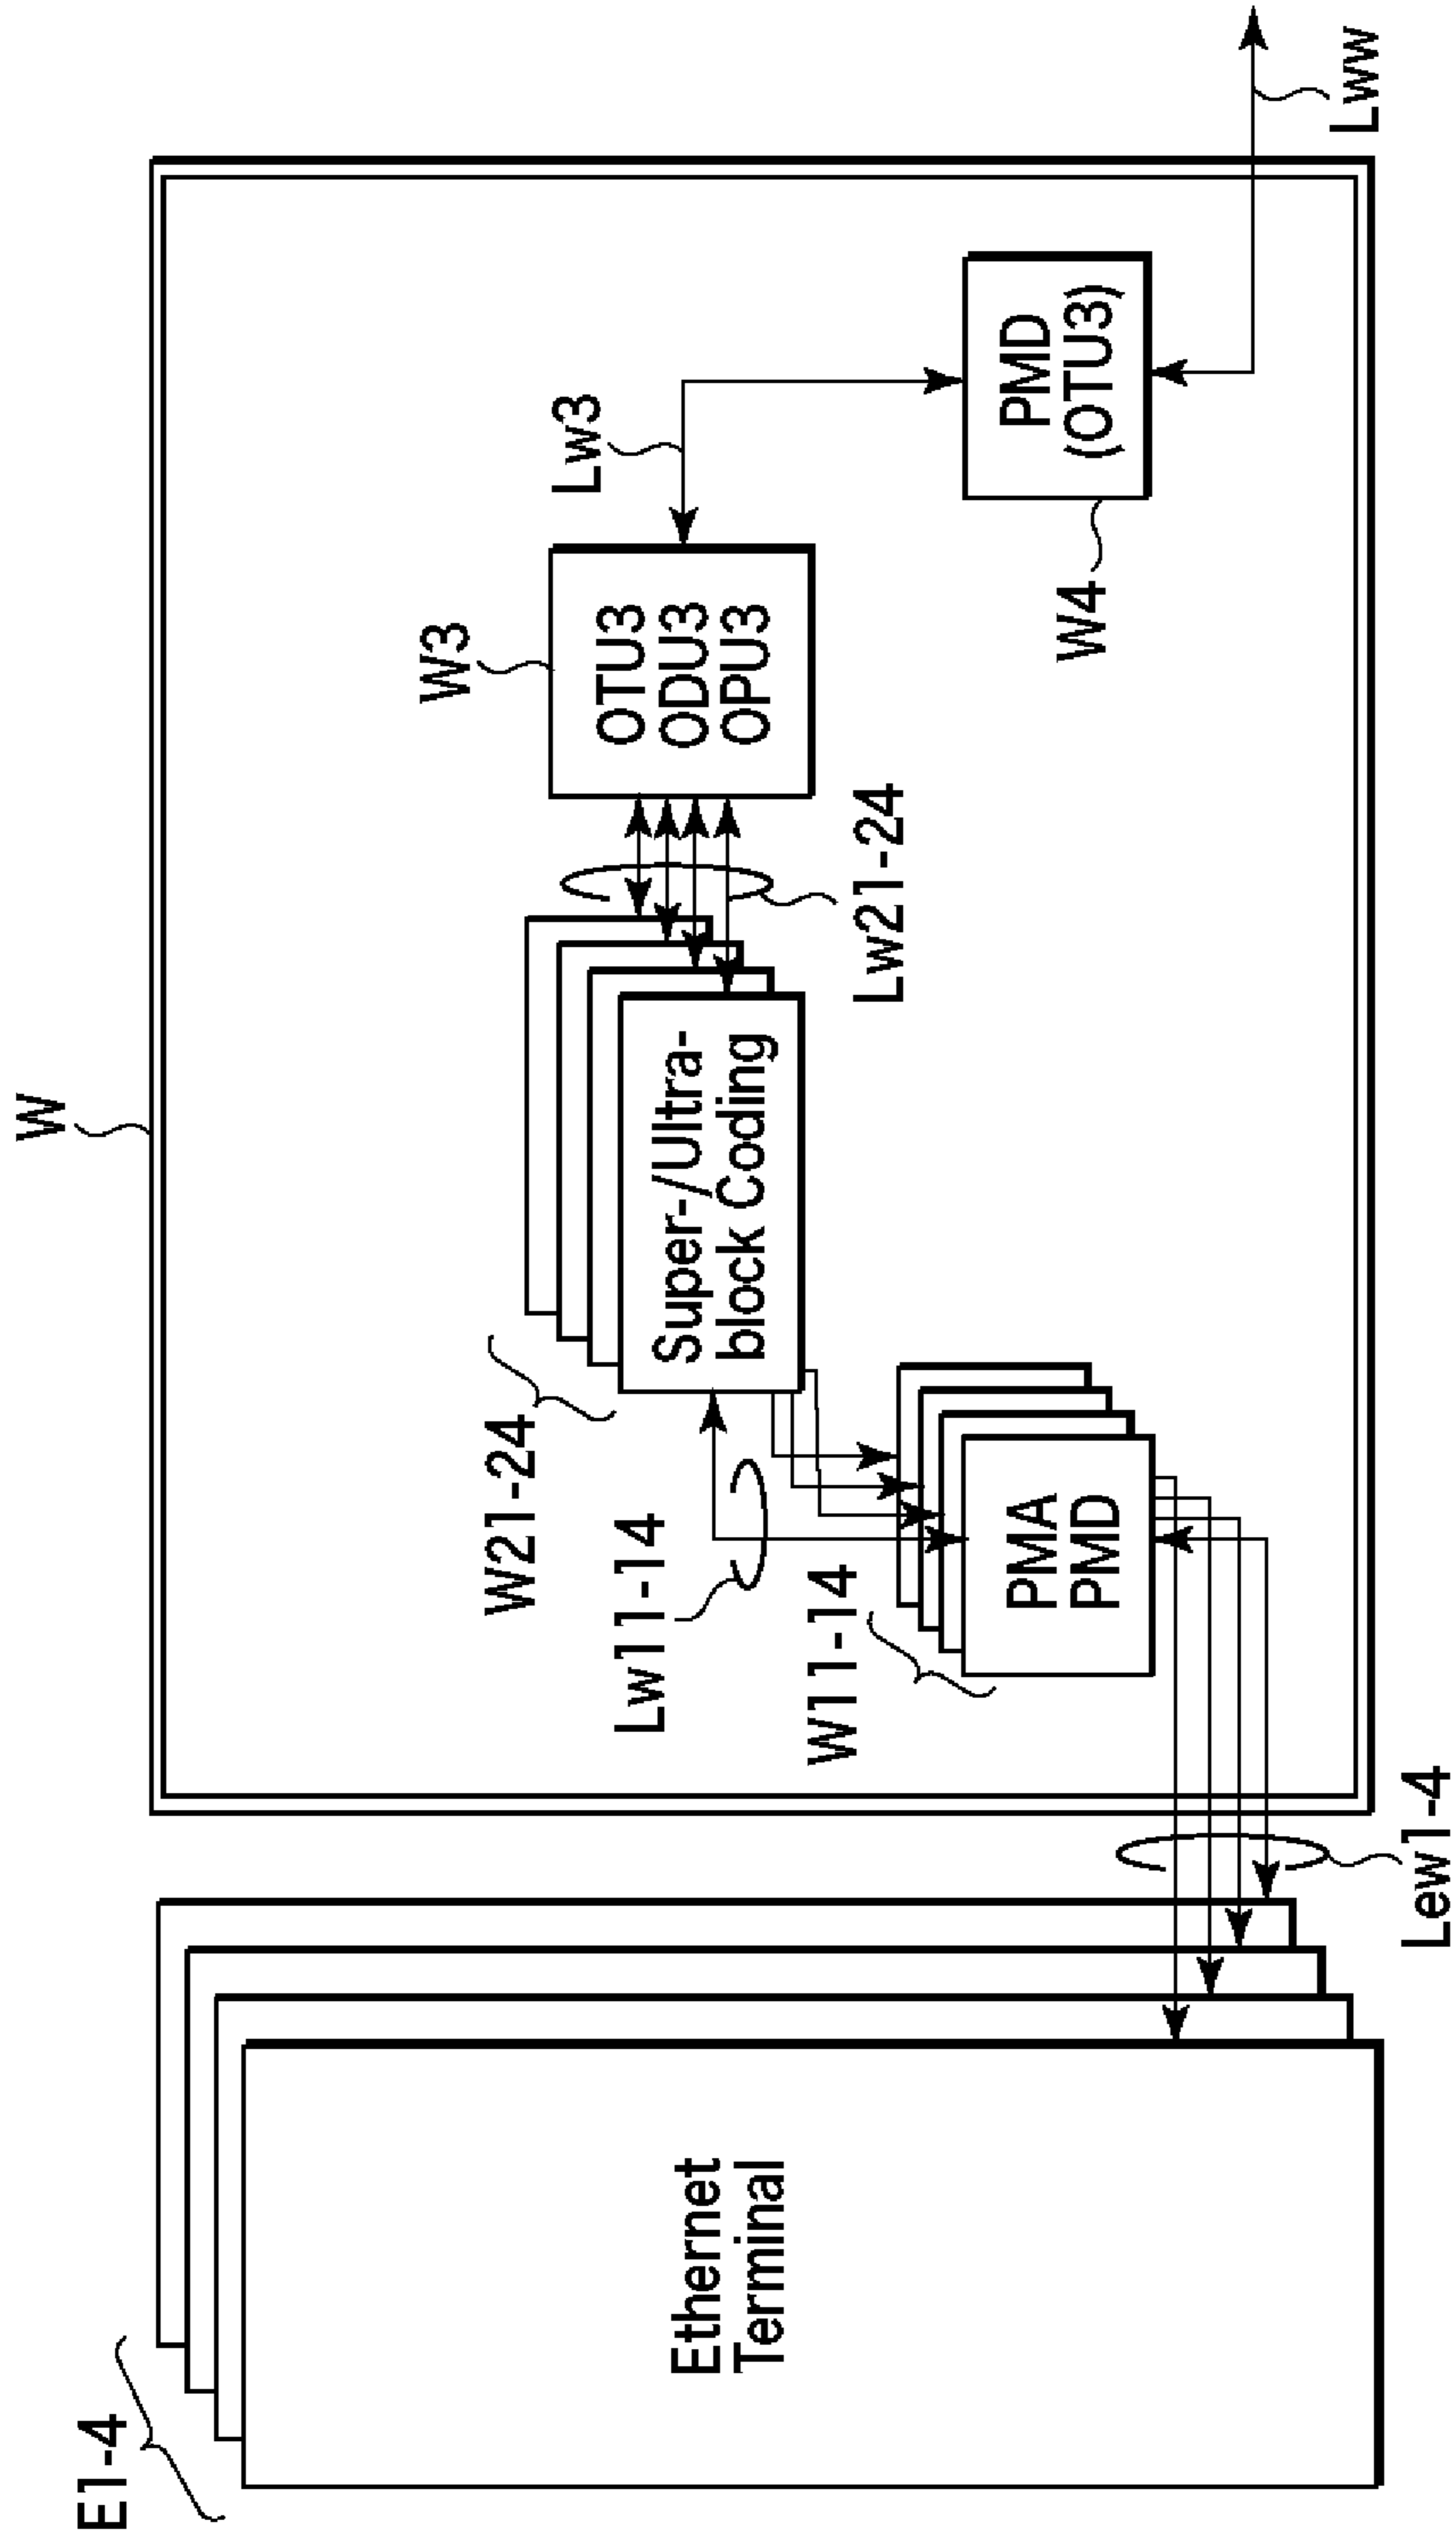 W
W3
Lw3
OTU3
ODU3
OPU3
W21-24
Super-/Ultra-
block Coding
Lw21-24
Lw11-14
W11-14
PMA
PMD
W4
PMD
(OTU3)
Lww
E1-4
Ethernet
Terminal
Lew1-4